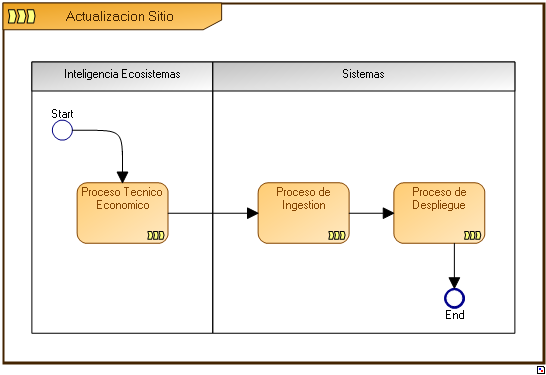 Actualizacion Sitio
Inteligencia Ecosistemas
Sistemas
Start
Proceso Tecnico
Economico
Proceso de
Ingestion
Proceso de
Despliegue
End